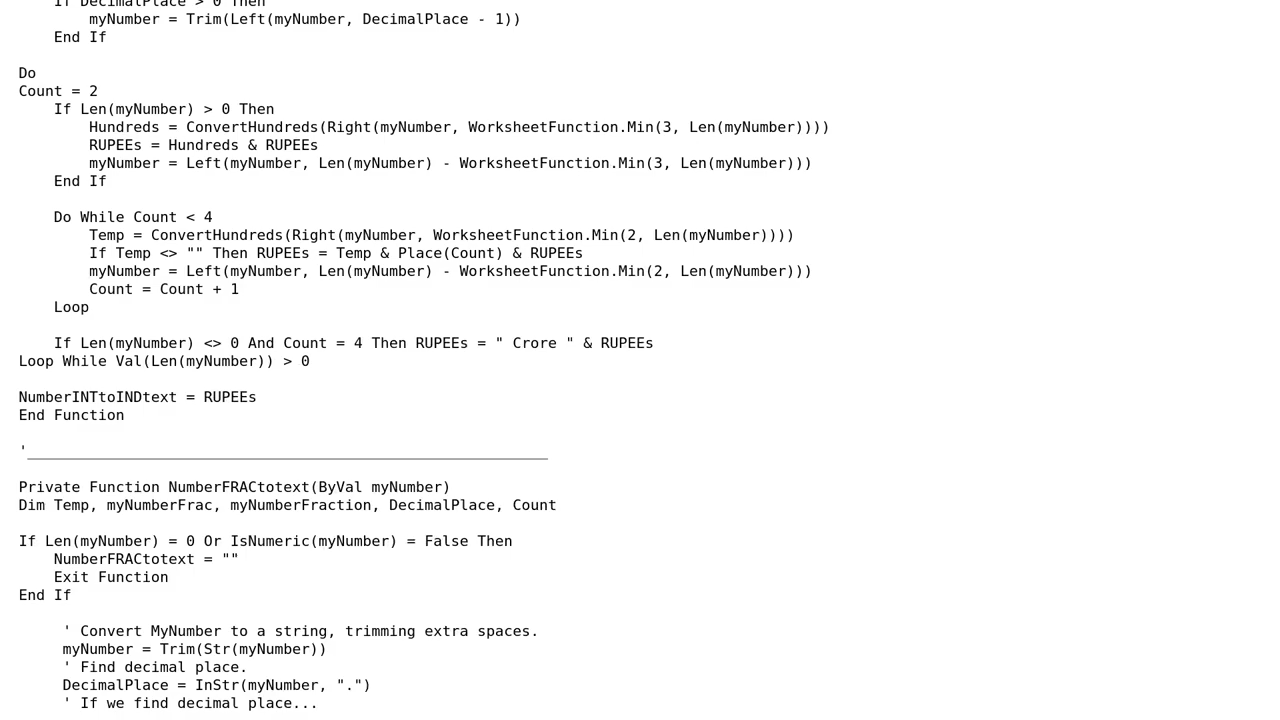 If DecimalPlace > 0 Then
        myNumber = Trim(Left(myNumber, DecimalPlace - 1))
    End If

Do
Count = 2
    If Len(myNumber) > 0 Then
        Hundreds = ConvertHundreds(Right(myNumber, WorksheetFunction.Min(3, Len(myNumber))))
        RUPEEs = Hundreds & RUPEEs
        myNumber = Left(myNumber, Len(myNumber) - WorksheetFunction.Min(3, Len(myNumber)))
    End If

    Do While Count < 4
        Temp = ConvertHundreds(Right(myNumber, WorksheetFunction.Min(2, Len(myNumber))))
        If Temp <> "" Then RUPEEs = Temp & Place(Count) & RUPEEs
        myNumber = Left(myNumber, Len(myNumber) - WorksheetFunction.Min(2, Len(myNumber)))
        Count = Count + 1
    Loop

    If Len(myNumber) <> 0 And Count = 4 Then RUPEEs = " Crore " & RUPEEs
Loop While Val(Len(myNumber)) > 0

NumberINTtoINDtext = RUPEEs
End Function

'___________________________________________________________

Private Function NumberFRACtotext(ByVal myNumber)
Dim Temp, myNumberFrac, myNumberFraction, DecimalPlace, Count

If Len(myNumber) = 0 Or IsNumeric(myNumber) = False Then
    NumberFRACtotext = ""
    Exit Function
End If

     ' Convert MyNumber to a string, trimming extra spaces.
     myNumber = Trim(Str(myNumber))
     ' Find decimal place.
     DecimalPlace = InStr(myNumber, ".")
     ' If we find decimal place...